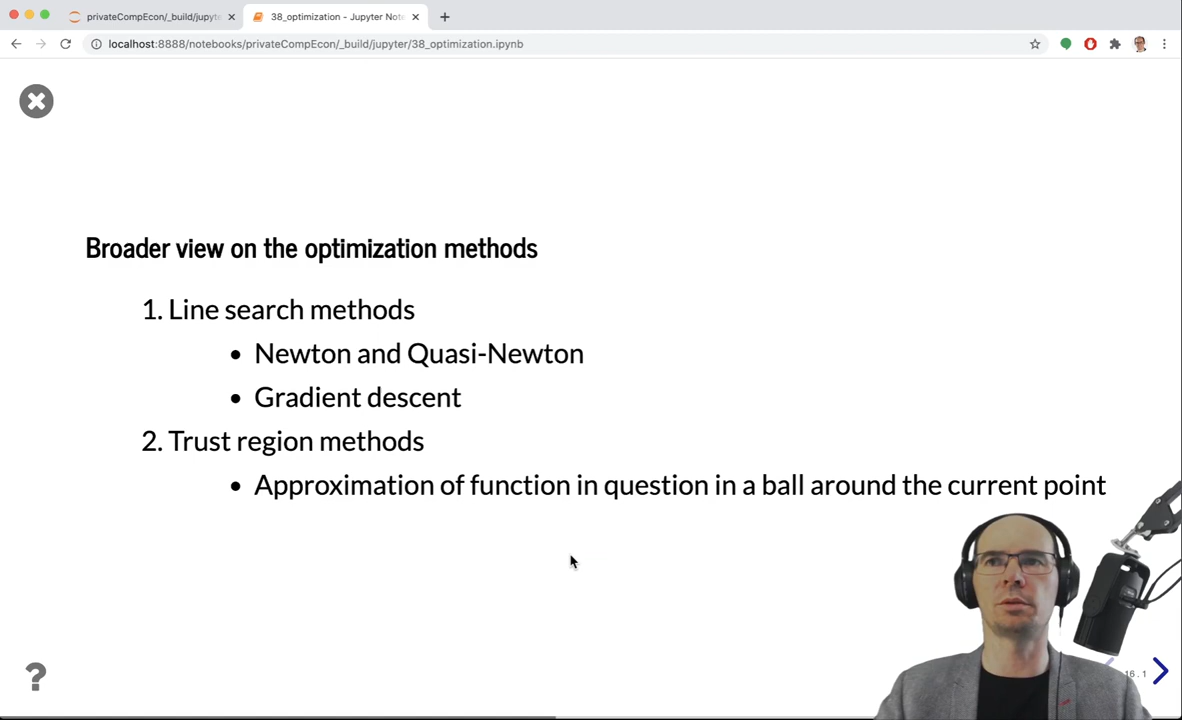 privateCompEcon/_build/jupyt
38_optimization - Jupyter Not
localhost:8888/notebooks/privateCompEcon/_build/jupyter/38_optimization.ipynb
Broader view on the optimization methods
1. Line search methods
• Newton and Quasi-Newton
• Gradient descent
2. Trust region methods
• Approximation of function in question in a ball around the current point
?
16.1